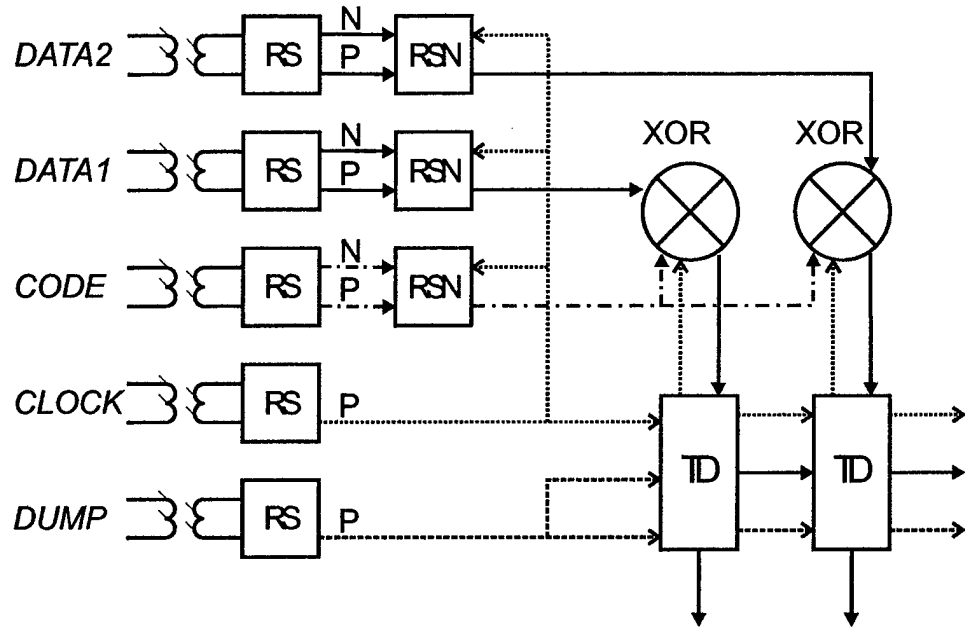 DATA2 RS N P RSN
XOR XOR
DATA1 RS N P RSN
CODE RS N P RSN
CLOCK RS P
TD TD
DUMP RS P